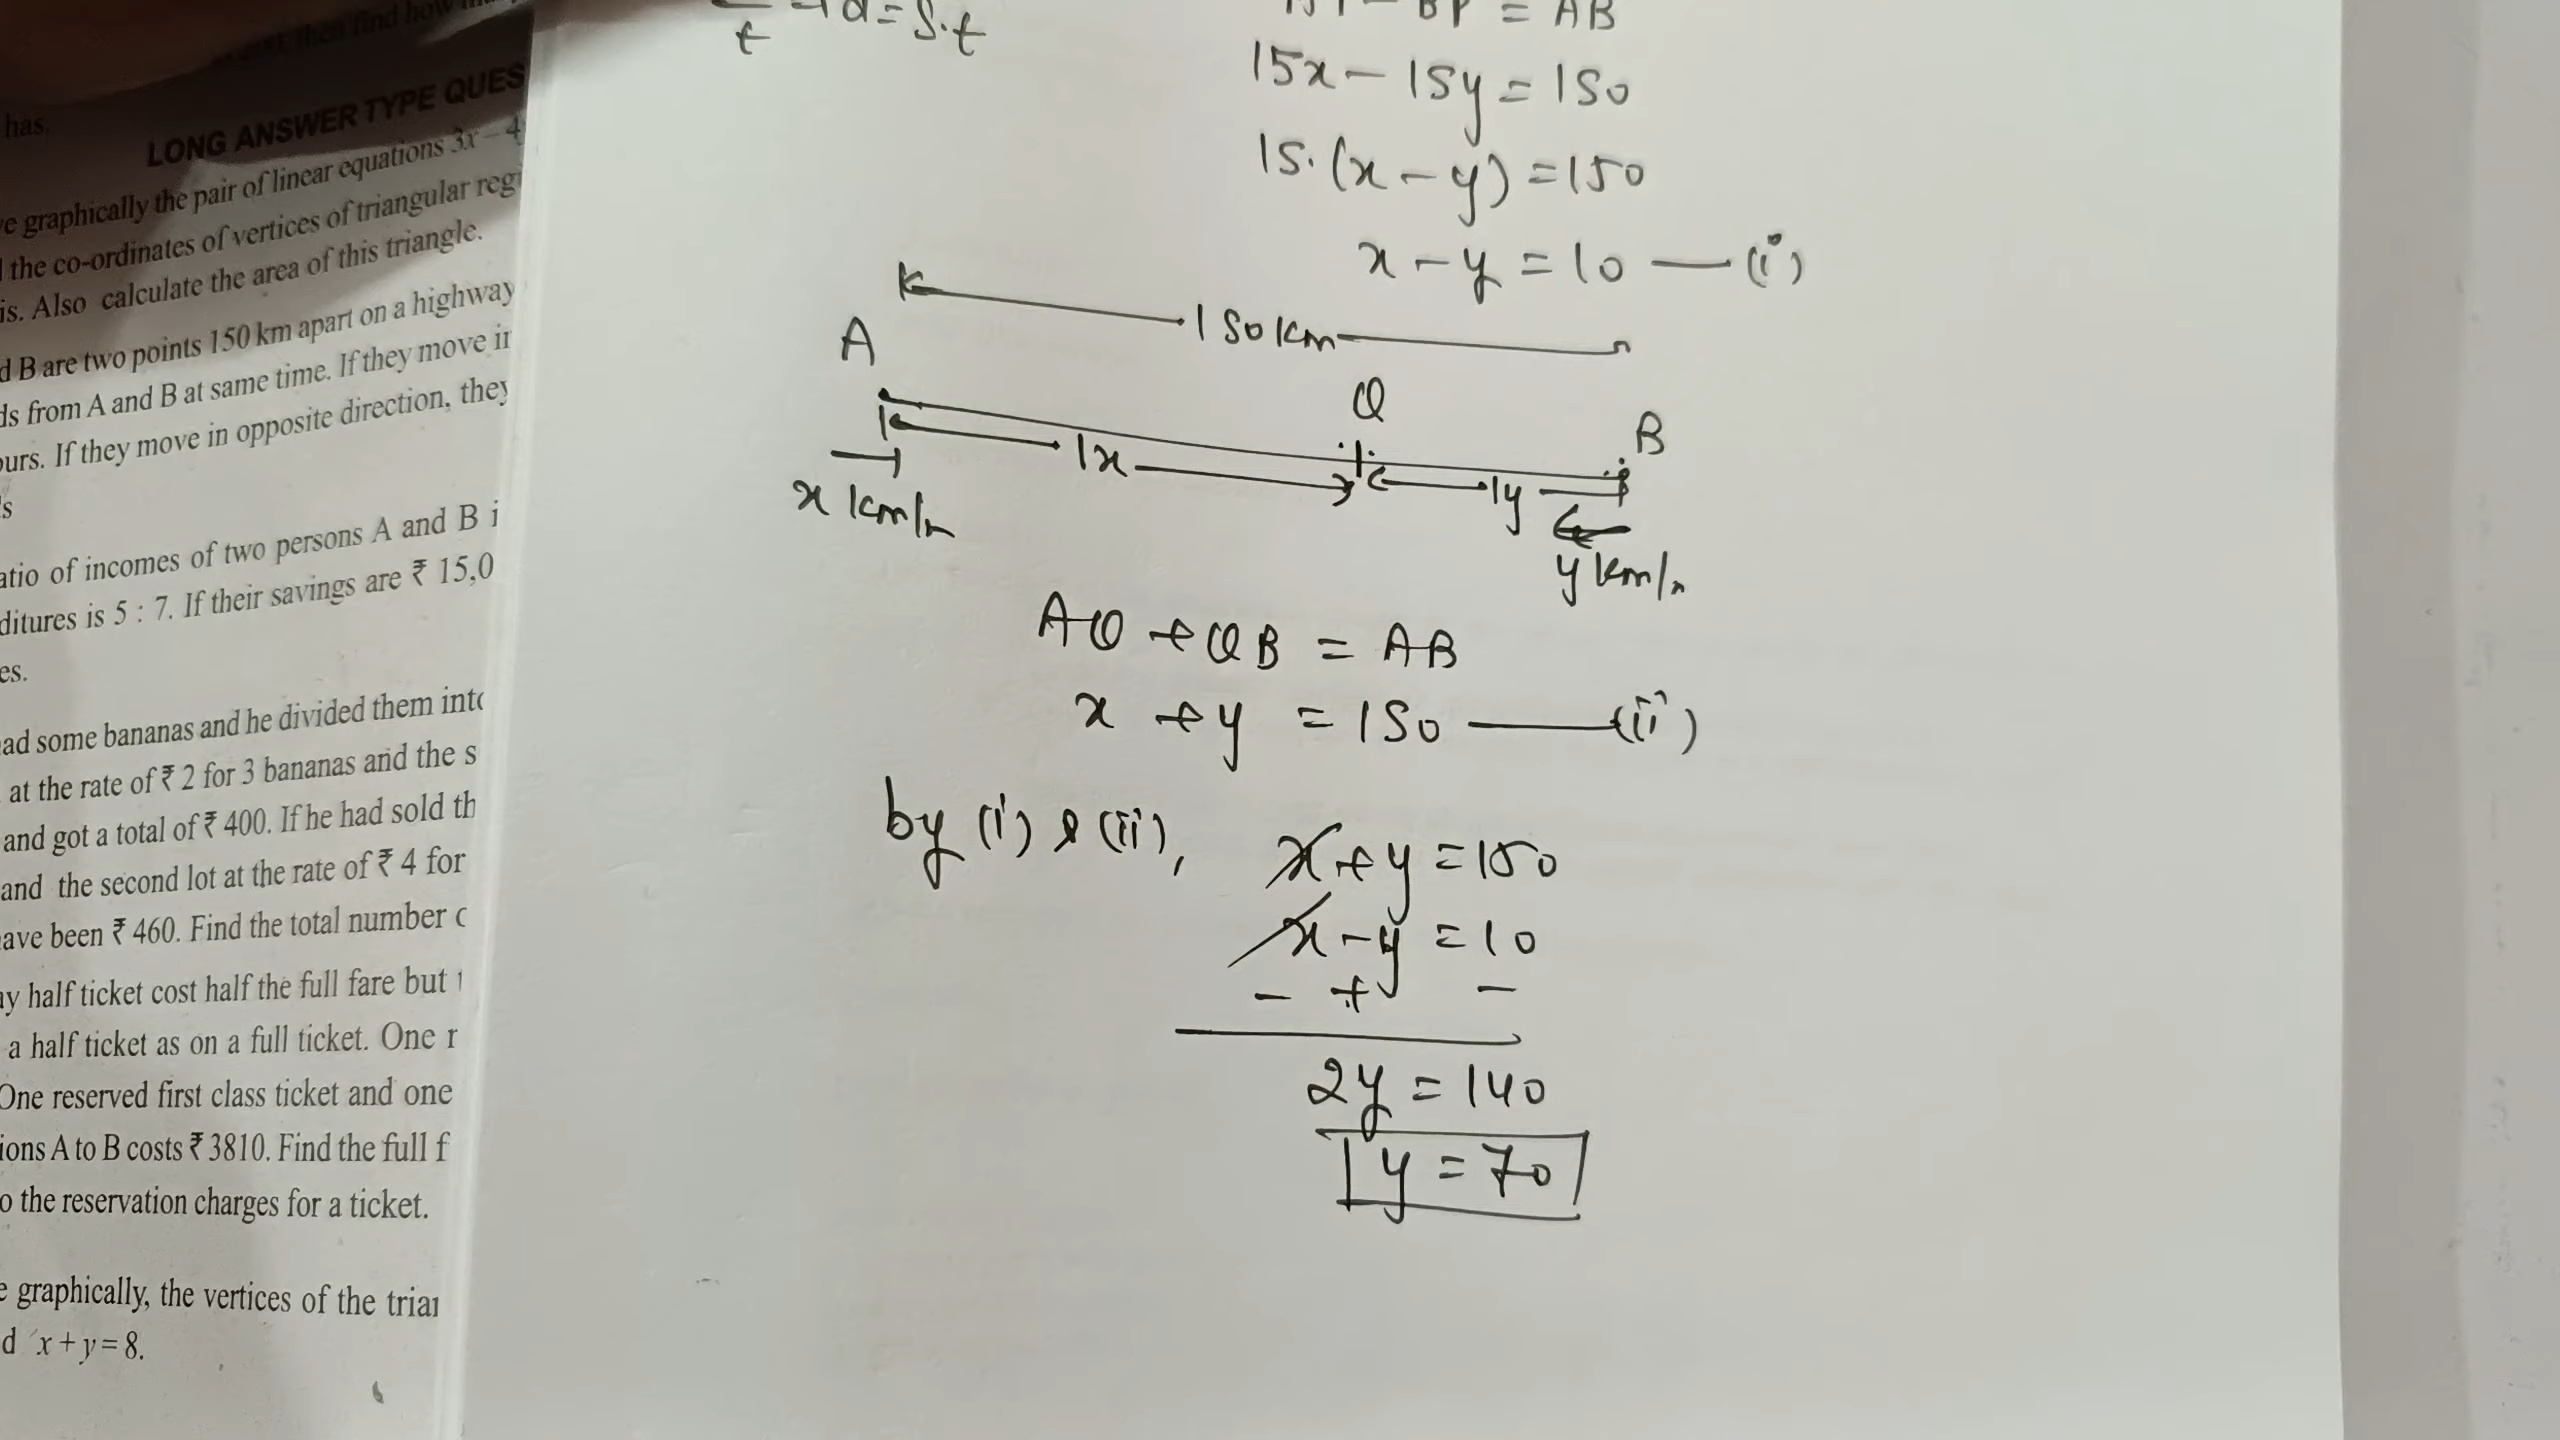 then find how
has.
LONG ANSWER TYPE QUES
graphically the pair of linear equations 3x – 4
the co-ordinates of vertices of triangular regi
is. Also calculate the area of this triangle.
B are two points 150 km apart on a highway
ds from A and B at same time. If they move in
ours. If they move in opposite direction, they
s
atio of incomes of two persons A and B i
ditures is 5 : 7. If their savings are ₹ 15,0
es.
ad some bananas and he divided them into
at the rate of ₹ 2 for 3 bananas and the s
and got a total of ₹ 400. If he had sold th
and the second lot at the rate of ₹ 4 for
ave been ₹ 460. Find the total number c
ay half ticket cost half the full fare but
a half ticket as on a full ticket. One r
One reserved first class ticket and one
ions A to B costs ₹ 3810. Find the full f
o the reservation charges for a ticket.
e graphically, the vertices of the trian
d x + y = 8.
t d = S.t
BP = AB
15x – 15y = 150
15.(x – y) = 150
x – y = 10 — (i)
150 km
A Q B
1x 1y
x km/h y km/h
AQ + QB = AB
x + y = 150 — (ii)
by (i) & (ii), x + y = 150
x – y = 10
– + –
2y = 140
y = 70